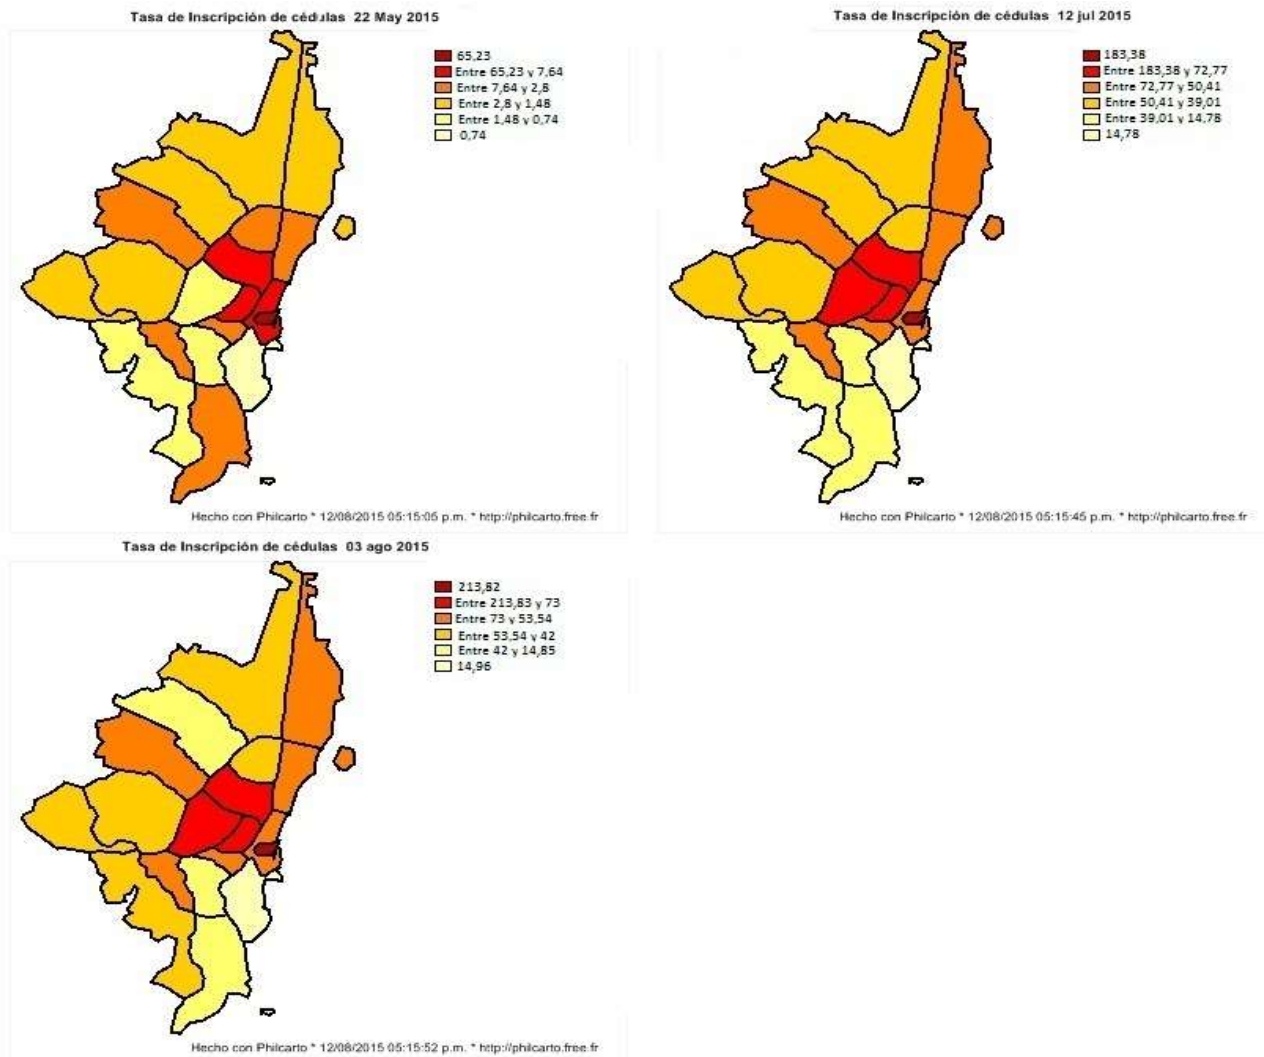 Tasa de Inscripción de cédulas 22 May 2015
65,23
Entre 65,23 y 7,64
Entre 7,64 y 2,8
Entre 2,8 y 1,48
Entre 1,48 y 0,74
0,74
Hecho con Philcarto * 12/08/2015 05:15:05 p.m. * http://philcarto.free.fr
Tasa de Inscripción de cédulas 12 jul 2015
183,38
Entre 183,38 y 72,77
Entre 72,77 y 50,41
Entre 50,41 y 39,01
Entre 39,01 y 14,78
14,78
Hecho con Philcarto * 12/08/2015 05:15:45 p.m. * http://philcarto.free.fr
Tasa de Inscripción de cédulas 03 ago 2015
213,82
Entre 213,83 y 73
Entre 73 y 53,54
Entre 53,54 y 42
Entre 42 y 14,85
14,96
Hecho con Philcarto * 12/08/2015 05:15:52 p.m. * http://philcarto.free.fr